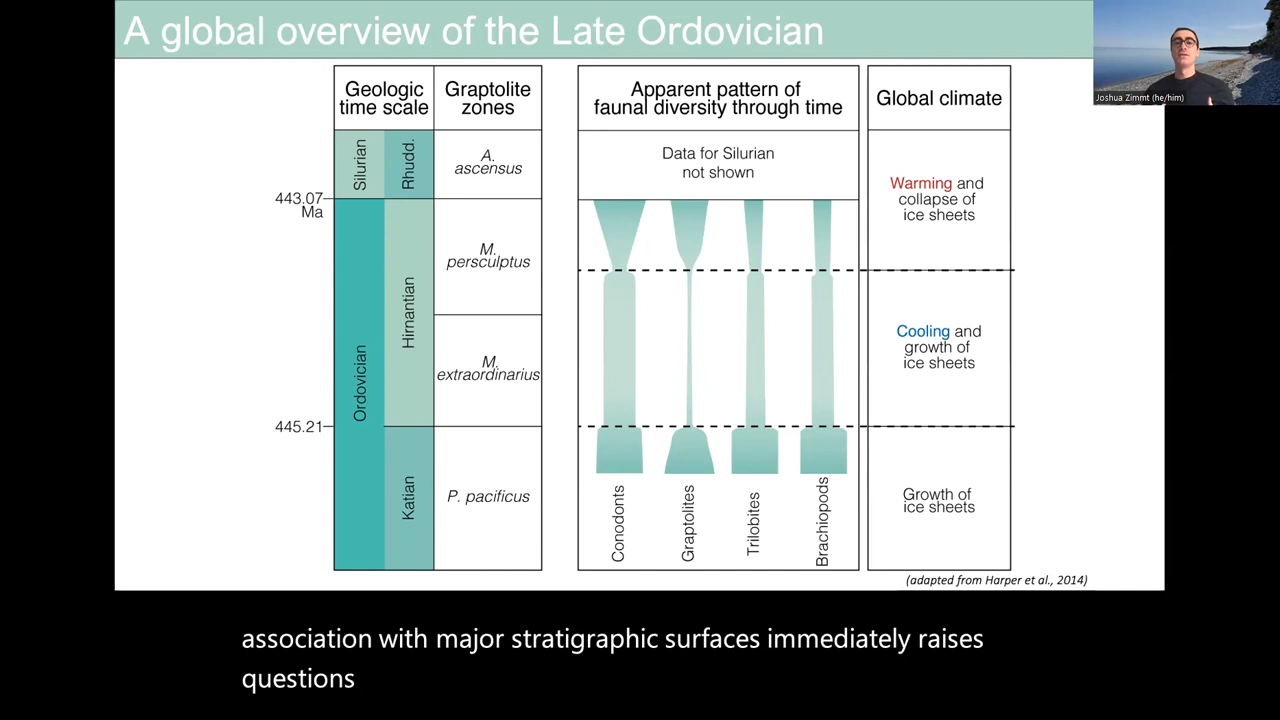 A global overview of the Late Ordovician
Joshua Zimmt (he/him)
Geologic
time scale
Graptolite
zones
Apparent pattern of
faunal diversity through time
Global climate
Silurian
Rhudd.
A.
ascensus
Data for Silurian
not shown
Warming and
collapse of
ice sheets
443.07
Ma
Ordovician
Hirnantian
M.
persculptus
M.
extraordinarius
Cooling and
growth of
ice sheets
445.21
Katian
P. pacificus
Conodonts
Graptolites
Trilobites
Brachiopods
Growth of
ice sheets
(adapted from Harper et al., 2014)
association with major stratigraphic surfaces immediately raises
questions